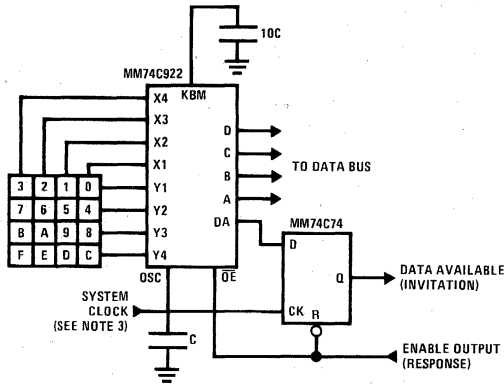 10C
MM74C922
KBM
X4
X3
X2
X1
Y1
Y2
Y3
Y4
D
C
B
A
DA
TO DATA BUS
3 2 1 0
7 6 5 4
B A 9 8
F E D C
OSC
OE
MM74C74
D
Q
CK
R
DATA AVAILABLE
(INVITATION)
SYSTEM
CLOCK
(SEE NOTE 3)
C
ENABLE OUTPUT
(RESPONSE)